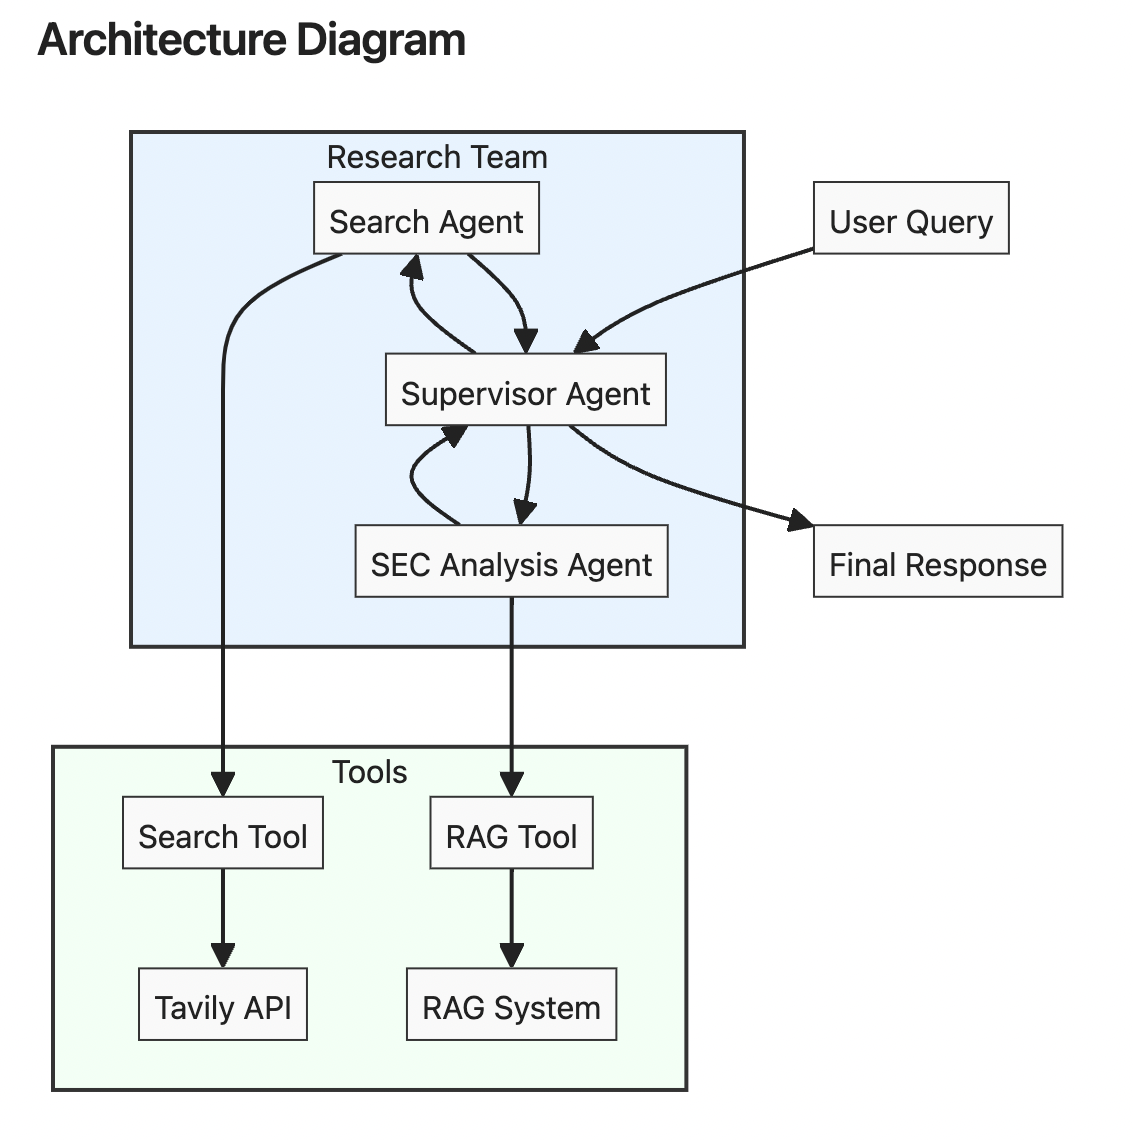 Architecture Diagram
Research Team
Search Agent
User Query
Supervisor Agent
SEC Analysis Agent
Final Response
Tools
Search Tool
RAG Tool
Tavily API
RAG System